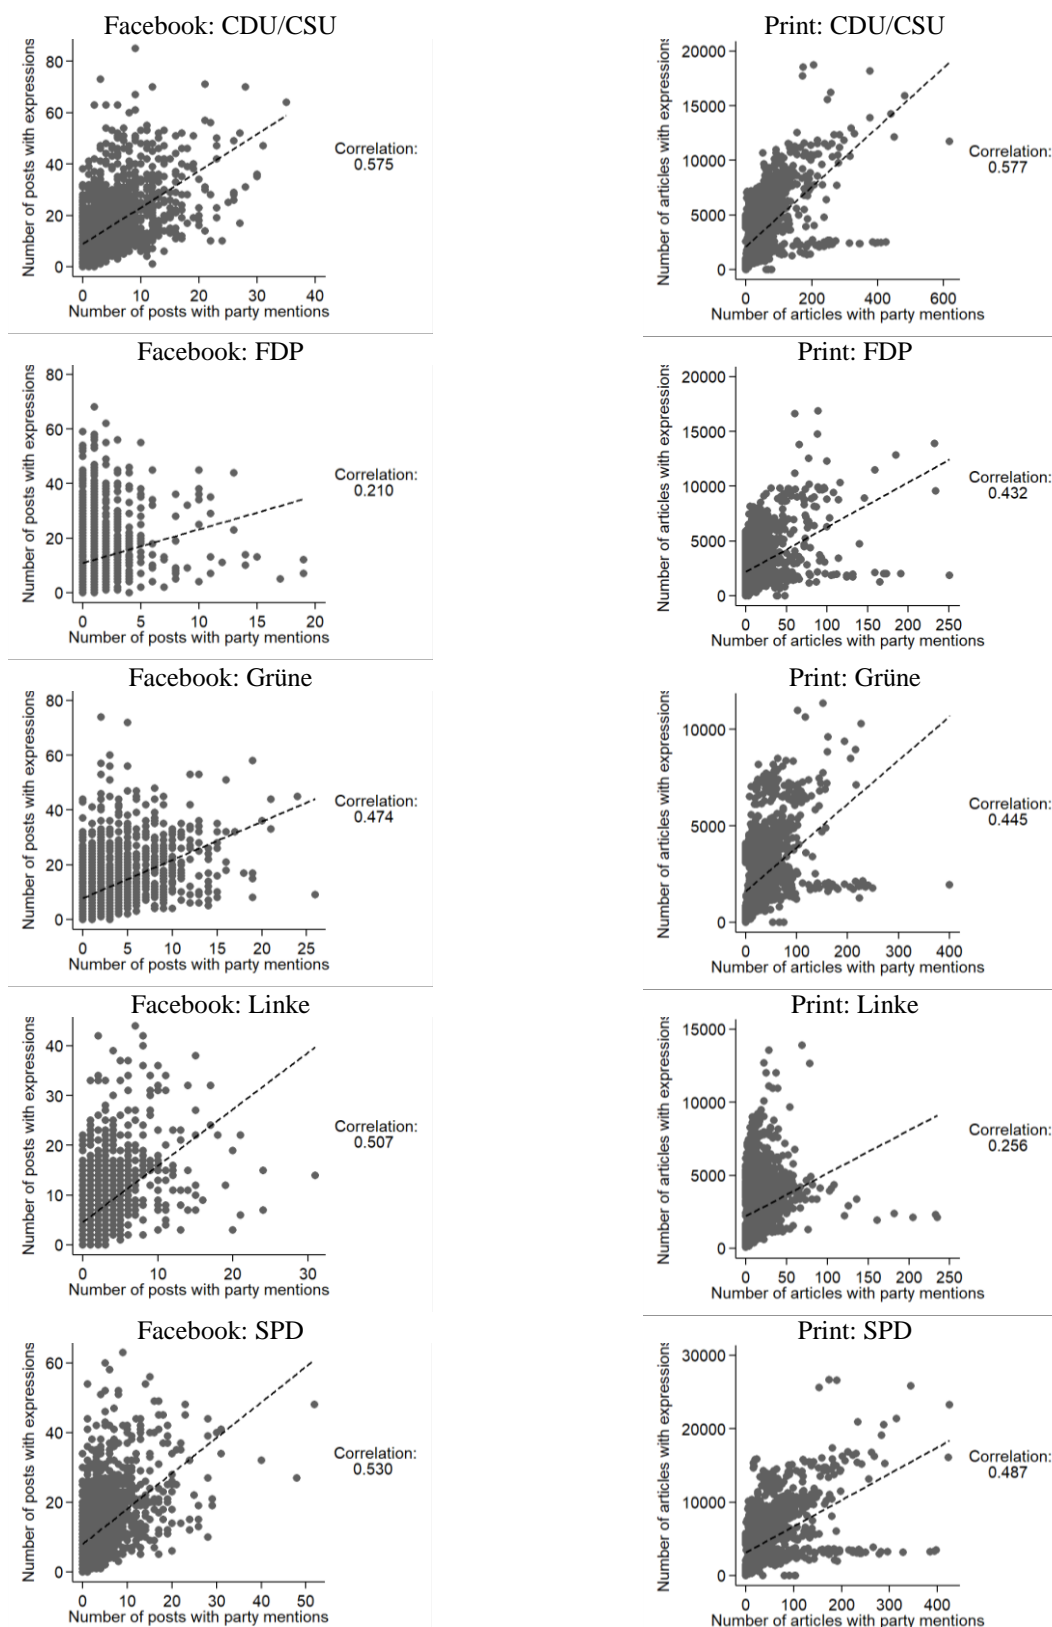 Facebook: CDU/CSU
Number of posts with expressions
80
60
40
20
0
0 10 20 30 40
Number of posts with party mentions
Correlation:
0.575
Print: CDU/CSU
Number of articles with expressions
20000
15000
10000
5000
0
0 200 400 600
Number of articles with party mentions
Correlation:
0.577
Facebook: FDP
Number of posts with expressions
80
60
40
20
0
0 5 10 15 20
Number of posts with party mentions
Correlation:
0.210
Print: FDP
Number of articles with expressions
20000
15000
10000
5000
0
0 50 100 150 200 250
Number of articles with party mentions
Correlation:
0.432
Facebook: Grüne
Number of posts with expressions
80
60
40
20
0
0 5 10 15 20 25
Number of posts with party mentions
Correlation:
0.474
Print: Grüne
Number of articles with expressions
10000
5000
0
0 100 200 300 400
Number of articles with party mentions
Correlation:
0.445
Facebook: Linke
Number of posts with expressions
40
30
20
10
0
0 10 20 30
Number of posts with party mentions
Correlation:
0.507
Print: Linke
Number of articles with expressions
15000
10000
5000
0
0 50 100 150 200 250
Number of articles with party mentions
Correlation:
0.256
Facebook: SPD
Number of posts with expressions
60
40
20
0
0 10 20 30 40 50
Number of posts with party mentions
Correlation:
0.530
Print: SPD
Number of articles with expressions
30000
20000
10000
0
0 100 200 300 400
Number of articles with party mentions
Correlation:
0.487